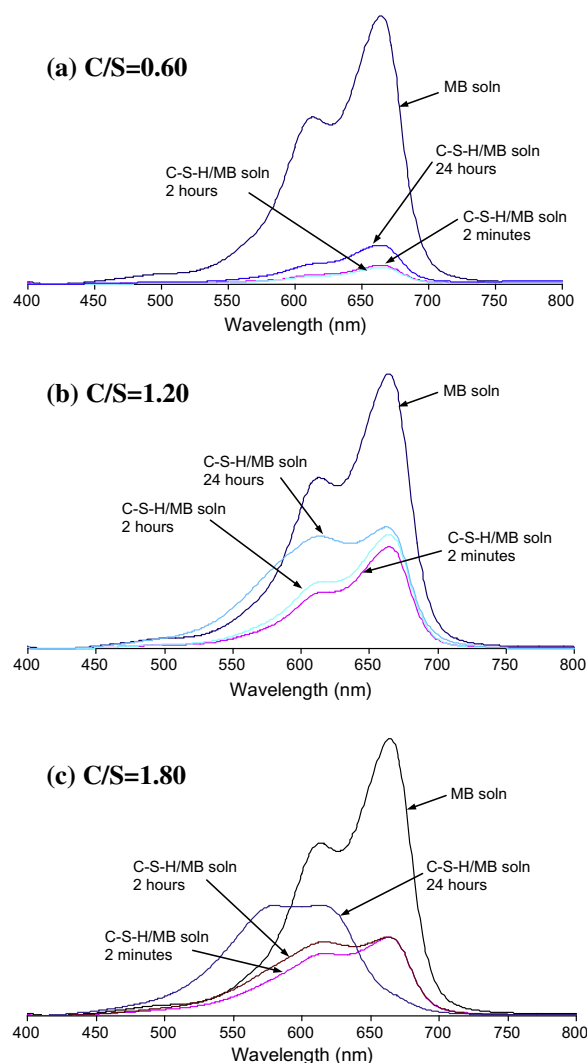 (a) C/S=0.60
MB soln
C-S-H/MB soln
24 hours
C-S-H/MB soln
2 hours
C-S-H/MB soln
2 minutes
400 450 500 550 600 650 700 750 800
Wavelength (nm)
(b) C/S=1.20
MB soln
C-S-H/MB soln
24 hours
C-S-H/MB soln
2 hours
C-S-H/MB soln
2 minutes
400 450 500 550 600 650 700 750 800
Wavelength (nm)
(c) C/S=1.80
MB soln
C-S-H/MB soln
2 hours
C-S-H/MB soln
24 hours
C-S-H/MB soln
2 minutes
400 450 500 550 600 650 700 750 800
Wavelength (nm)